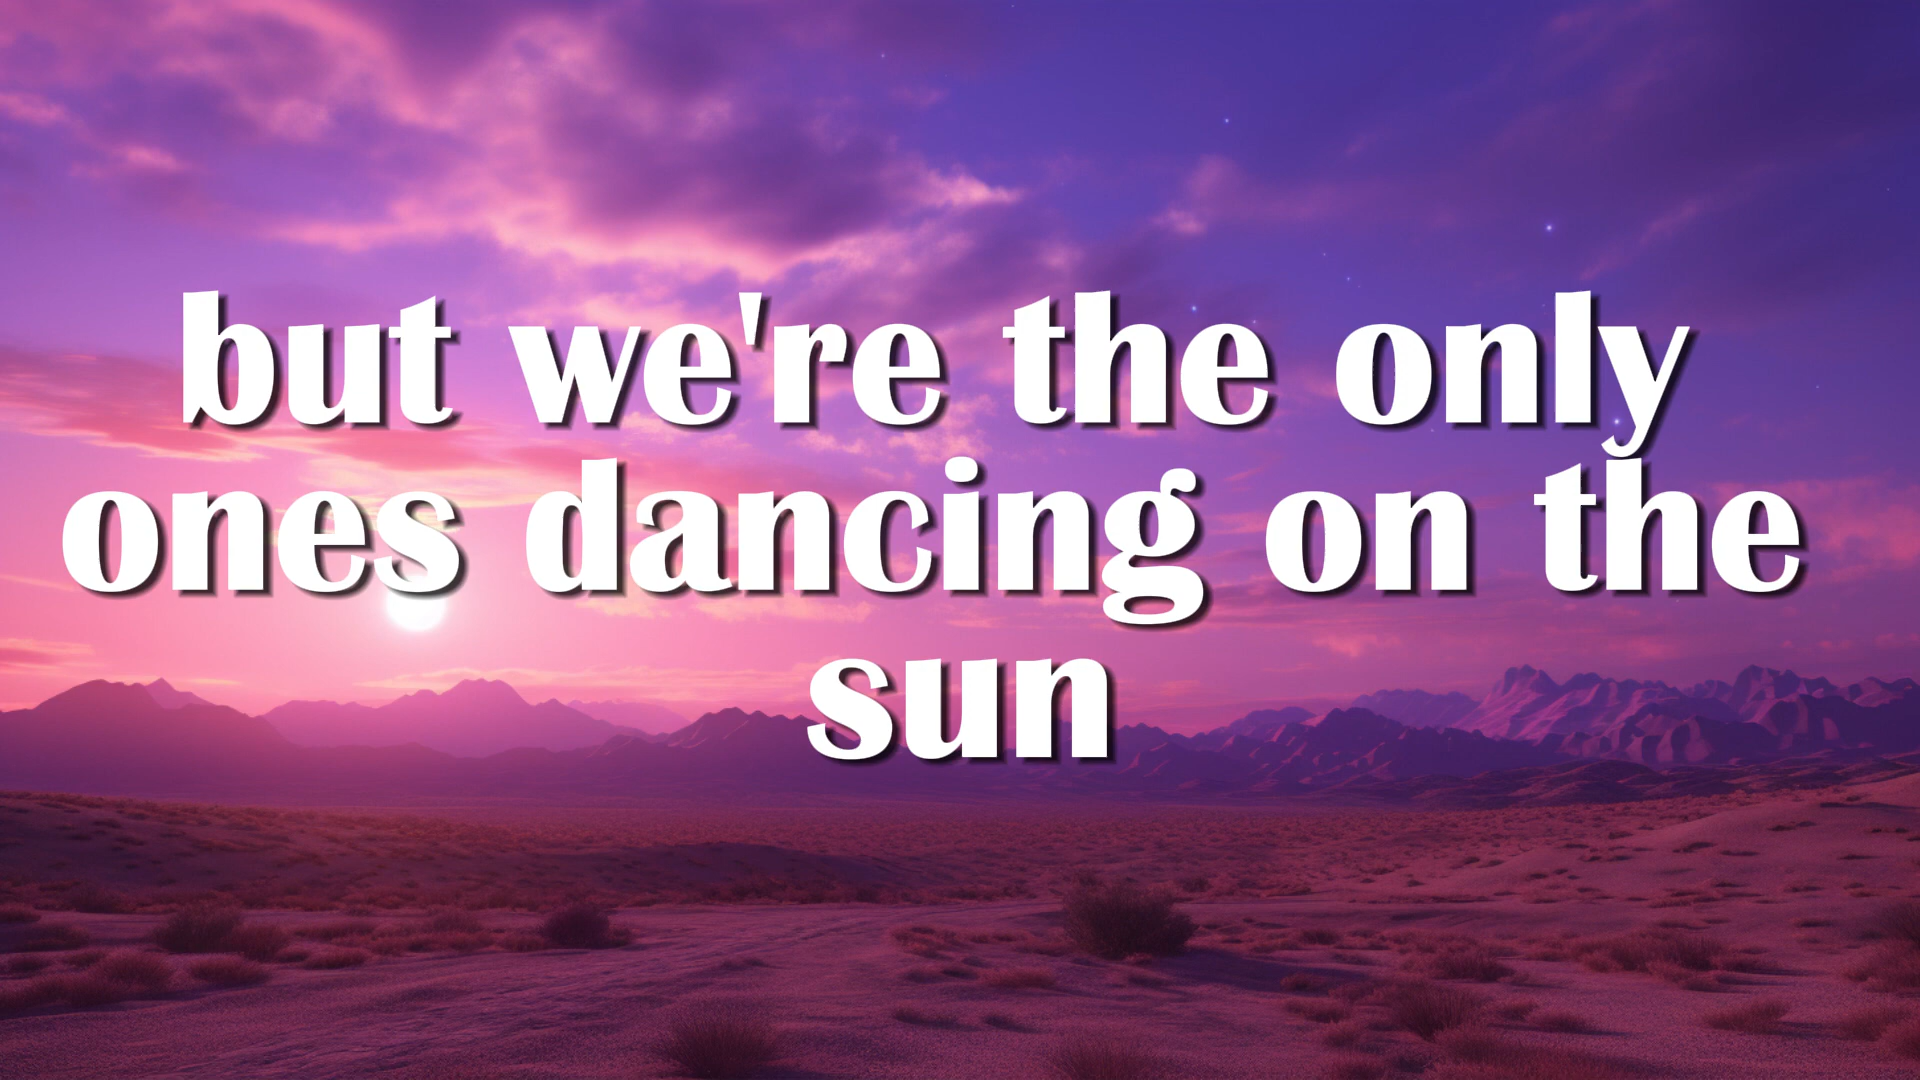 but we're the only
ones dancing on the
sun